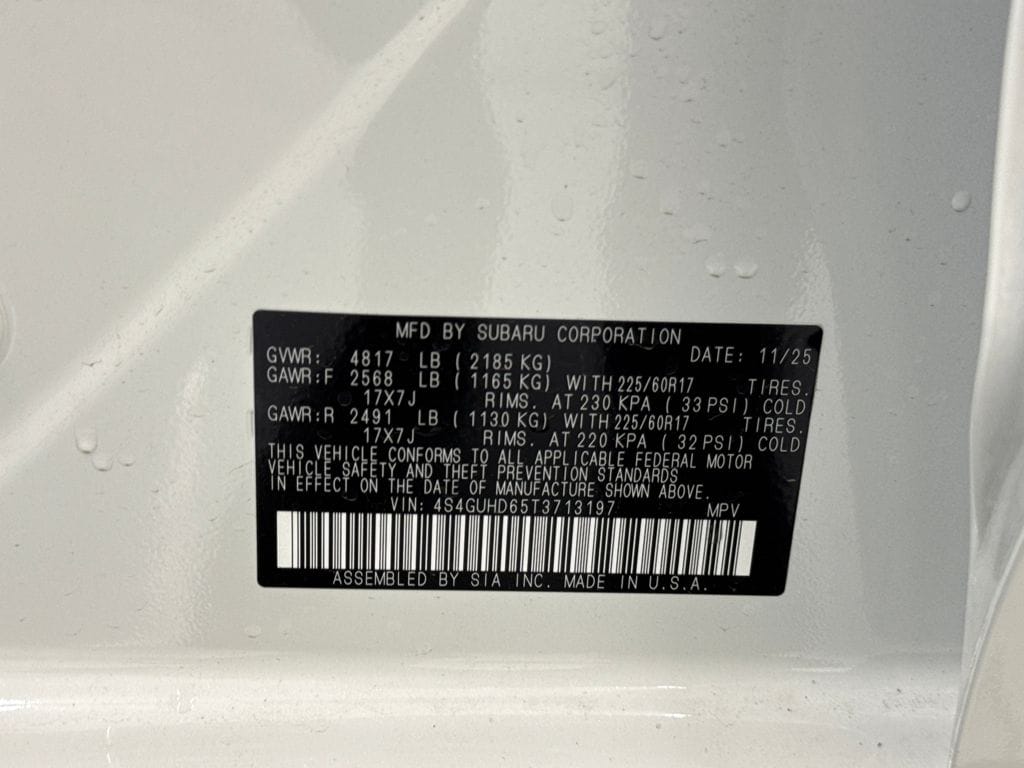 MFD BY SUBARU CORPORATION
GVWR: 4817 LB ( 2185 KG) DATE: 11/25
GAWR:F 2568 LB ( 1165 KG) WITH 225/60R17 TIRES.
17X7J RIMS. AT 230 KPA ( 33 PSI) COLD
GAWR:R 2491 LB ( 1130 KG) WITH 225/60R17 TIRES.
17X7J RIMS. AT 220 KPA ( 32 PSI) COLD
THIS VEHICLE CONFORMS TO ALL APPLICABLE FEDERAL MOTOR
VEHICLE SAFETY AND THEFT PREVENTION STANDARDS
IN EFFECT ON THE DATE OF MANUFACTURE SHOWN ABOVE.
VIN: 4S4GUHD65T3713197 MPV
ASSEMBLED BY SIA INC. MADE IN U.S.A.